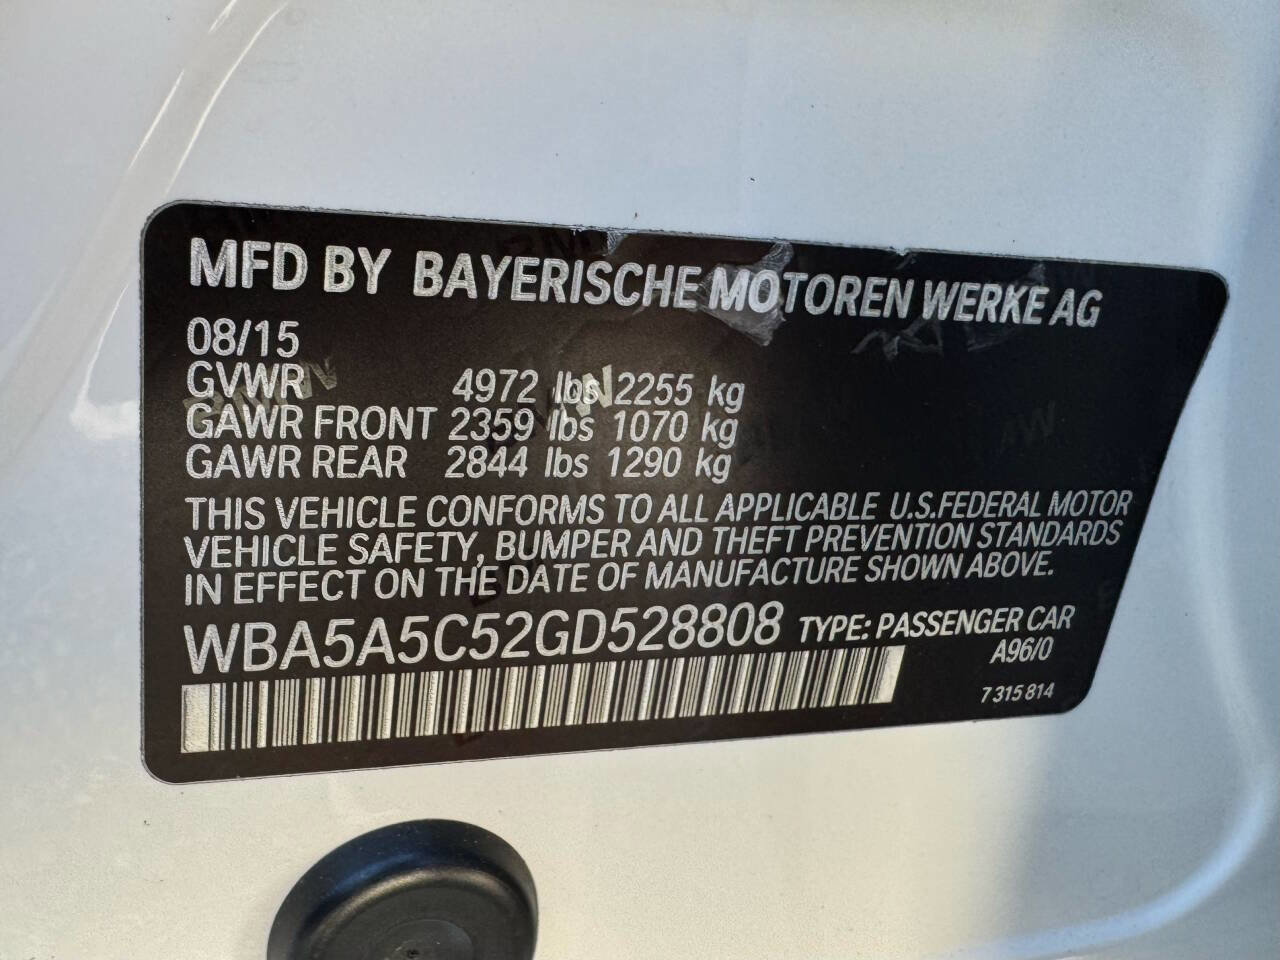 MFD BY BAYERISCHE MOTOREN WERKE AG
08/15
GVWR 4972 lbs 2255 kg
GAWR FRONT 2359 lbs 1070 kg
GAWR REAR 2844 lbs 1290 kg
THIS VEHICLE CONFORMS TO ALL APPLICABLE U.S.FEDERAL MOTOR
VEHICLE SAFETY, BUMPER AND THEFT PREVENTION STANDARDS
IN EFFECT ON THE DATE OF MANUFACTURE SHOWN ABOVE.
WBA5A5C52GD528808 TYPE: PASSENGER CAR
A96/0
7 315 814